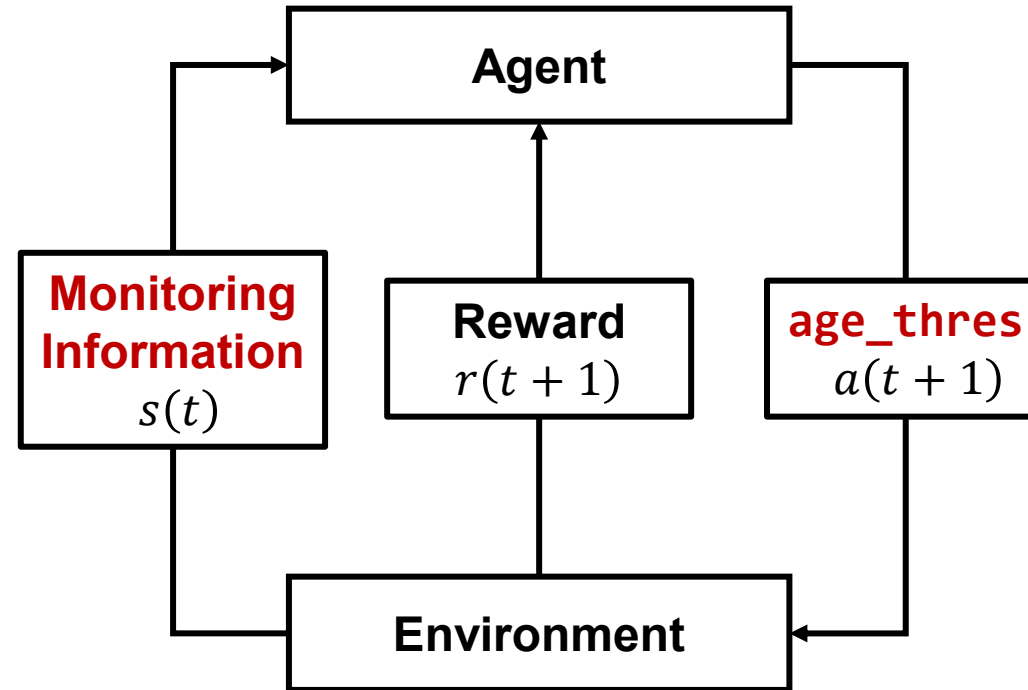 Agent
Monitoring
Information
s(t)
Reward
r(t + 1)
age_thres
a(t + 1)
Environment